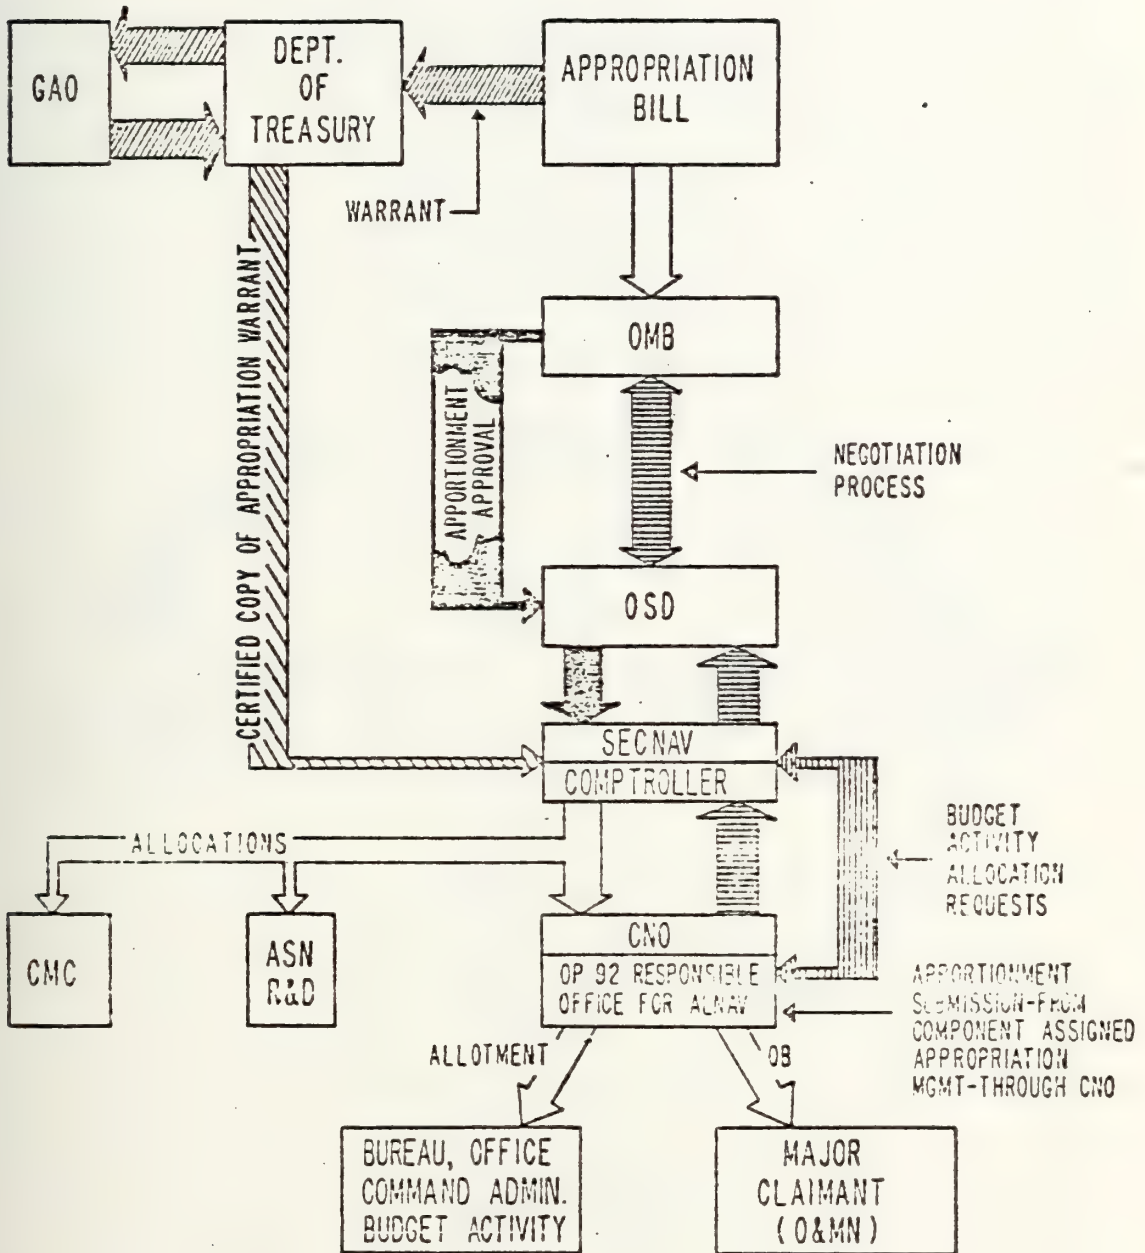 GAO
DEPT.
OF
TREASURY
APPROPRIATION
BILL
WARRANT
CERTIFIED COPY OF APPROPRIATION WARRANT
OMB
APPORTIONMENT
APPROVAL
NEGOTIATION
PROCESS
OSD
SECNAV
COMPTROLLER
ALLOCATIONS
BUDGET
ACTIVITY
ALLOCATION
REQUESTS
CMC
ASN
R&D
CNO
OP 92 RESPONSIBLE
OFFICE FOR ALNAV
APPORTIONMENT
SUBMISSION-FROM
COMPONENT ASSIGNED
APPROPRIATION
MGMT-THROUGH CNO
ALLOTMENT
OB
BUREAU, OFFICE
COMMAND ADMIN.
BUDGET ACTIVITY
MAJOR
CLAIMANT
(O&MN)